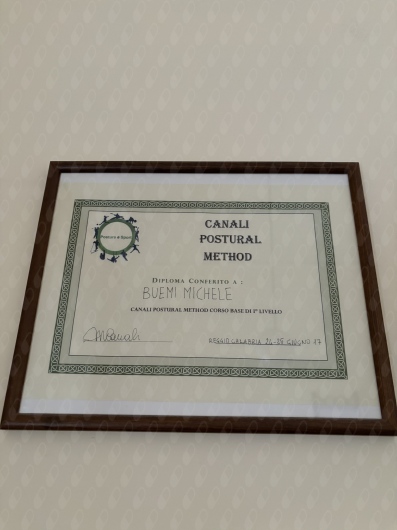 CANALI
POSTURAL
METHOD
DIPLOMA CONFERITO A :
BUEMI MICHELE
CANALI POSTURAL METHOD CORSO BASE DI 1° LIVELLO
REGGIO CALABRIA 24-25 GIUGNO 17